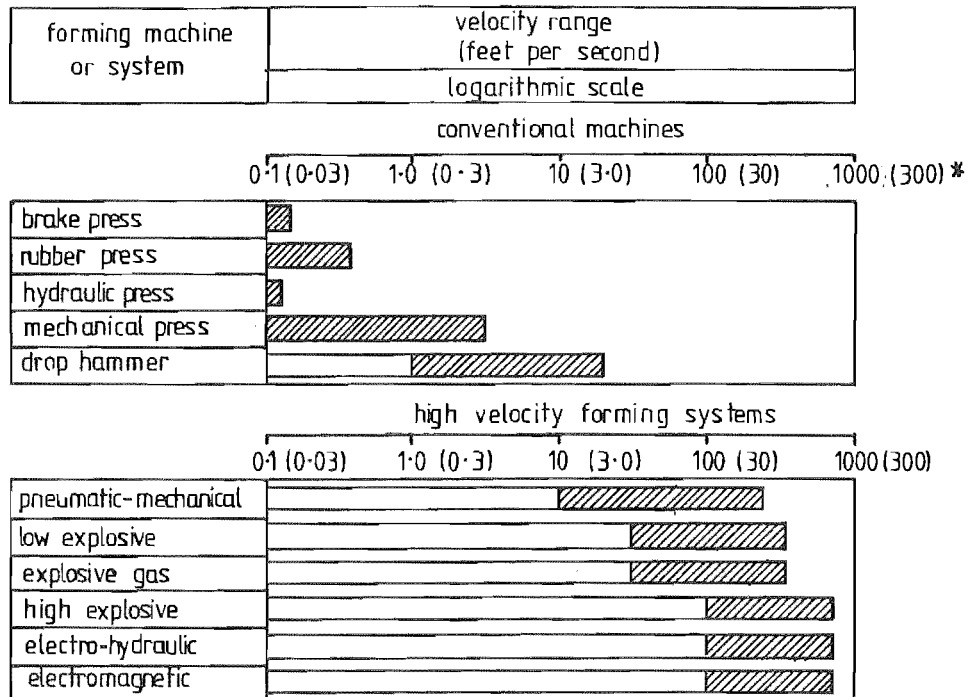 forming machine
or system
velocity range
(feet per second)
logarithmic scale
conventional machines
0·1 (0·03) 1·0 (0·3) 10 (3·0) 100 (30) 1000 (300) *
brake press
rubber press
hydraulic press
mechanical press
drop hammer
high velocity forming systems
0·1 (0·03) 1·0 (0·3) 10 (3·0) 100 (30) 1000 (300)
pneumatic-mechanical
low explosive
explosive gas
high explosive
electro-hydraulic
electromagnetic